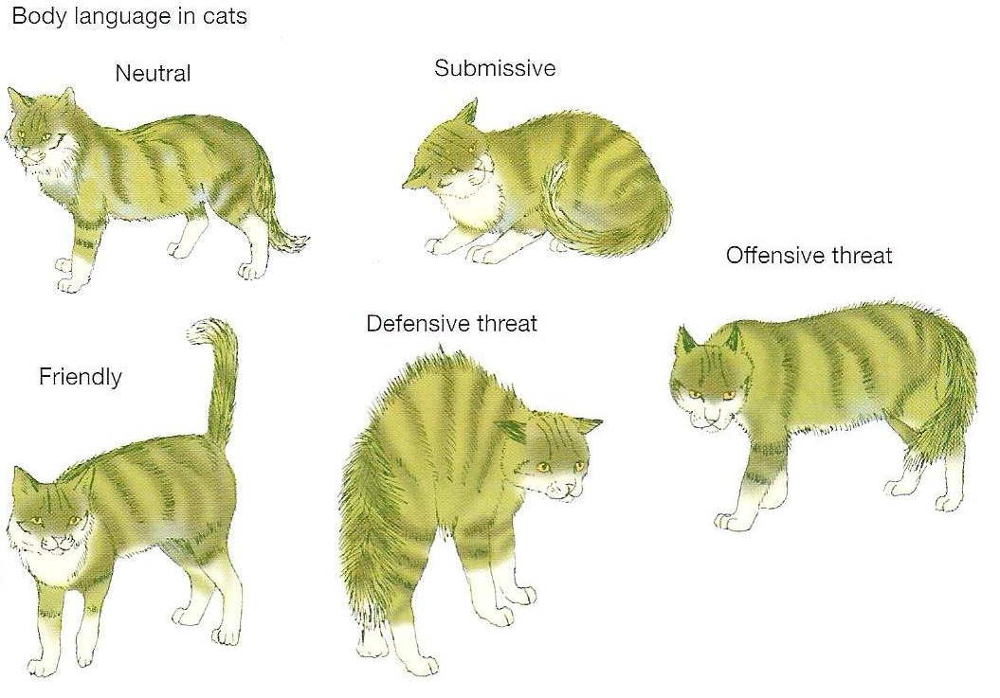 Body language in cats
Neutral
Submissive
Offensive threat
Defensive threat
Friendly